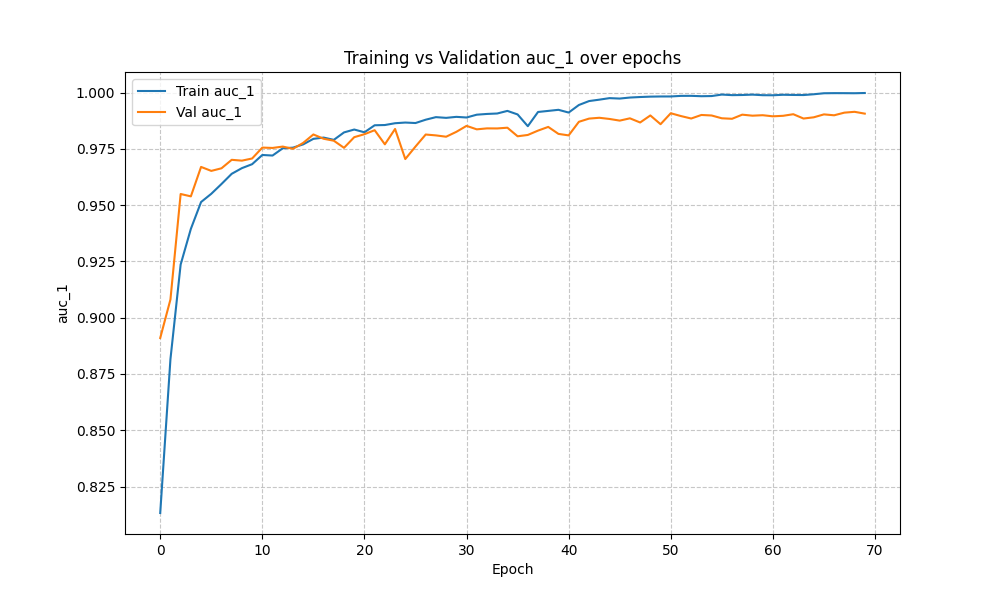 Training vs Validation auc_1 over epochs
Train auc_1
Val auc_1
1.000
0.975
0.950
0.925
0.900
0.875
0.850
0.825
auc_1
0 10 20 30 40 50 60 70
Epoch